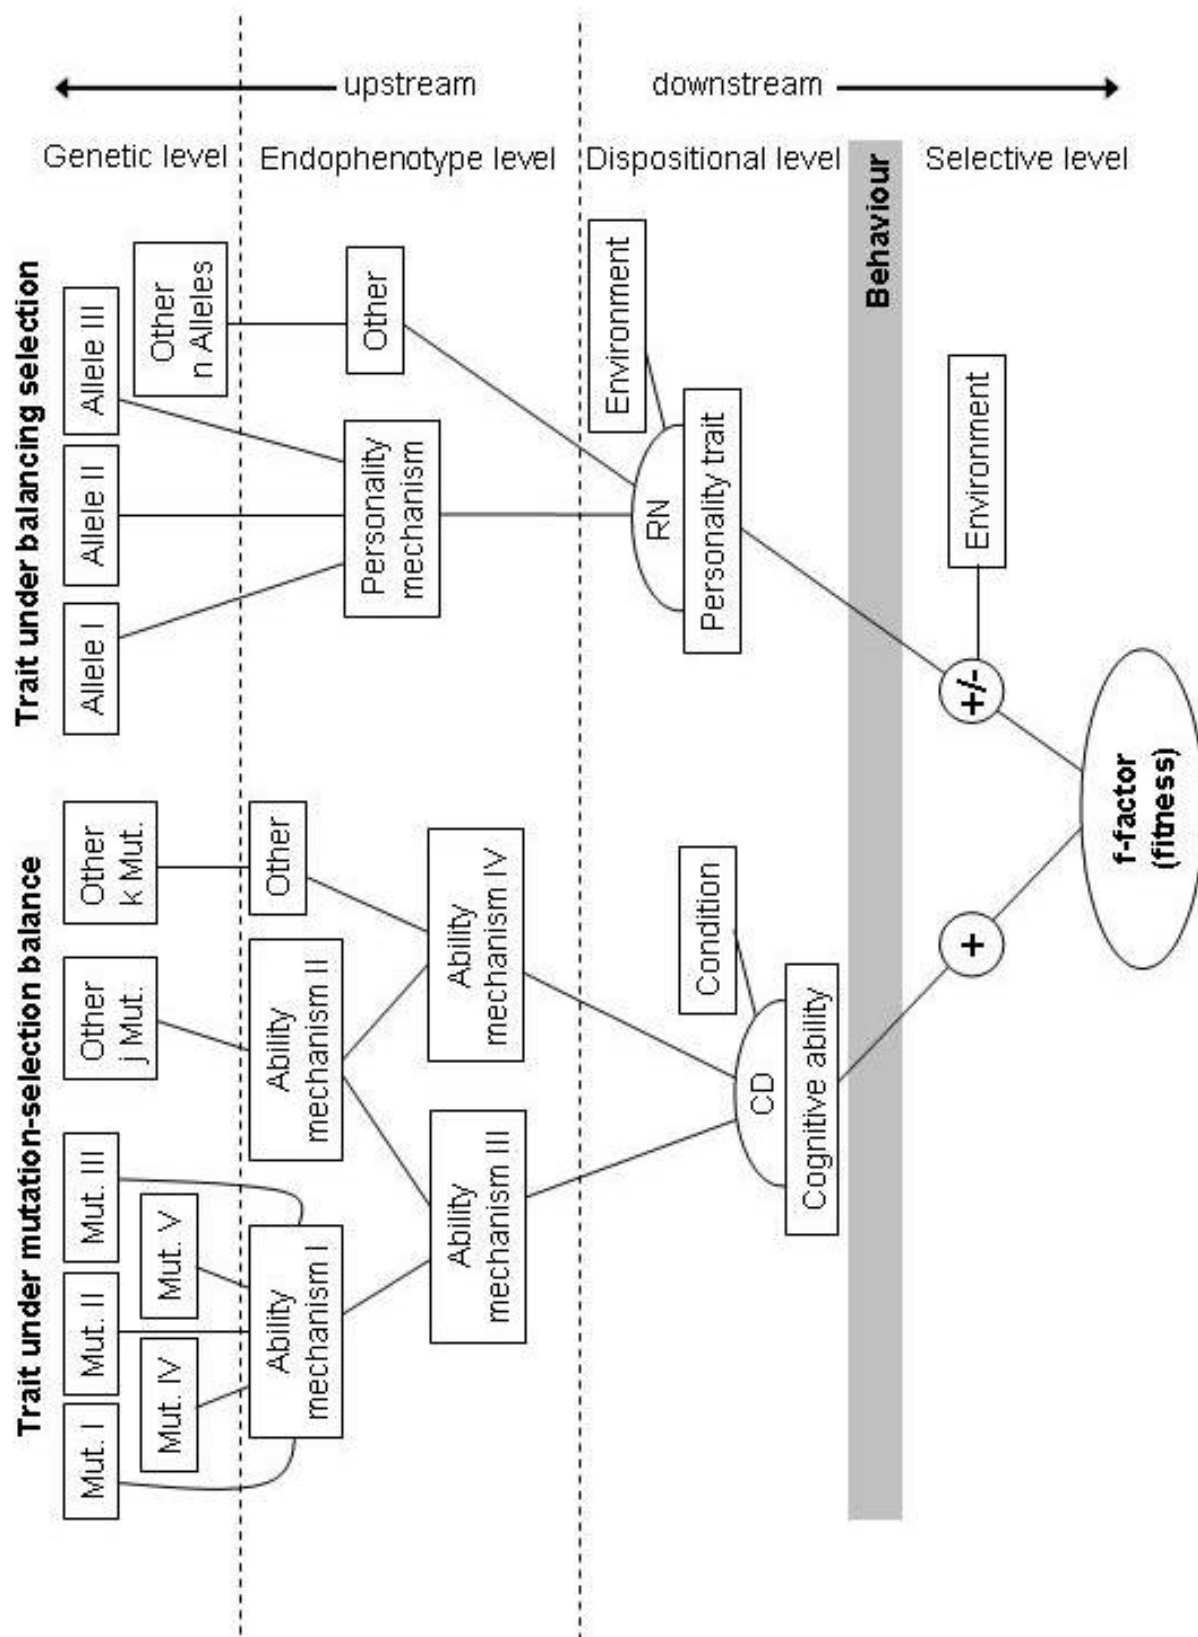 upstream
downstream
Genetic level
Endophenotype level
Dispositional level
Selective level
Behaviour
Trait under mutation-selection balance
Trait under balancing selection
Mut. I
Mut. II
Mut. III
Mut. IV
Mut. V
Other
j Mut.
Other
k Mut.
Allele I
Allele II
Allele III
Other
n Alleles
Ability
mechanism I
Ability
mechanism II
Other
Ability
mechanism III
Ability
mechanism IV
Personality
mechanism
Other
CD
Condition
Cognitive ability
RN
Environment
Personality trait
+
+/-
Environment
f-factor
(fitness)